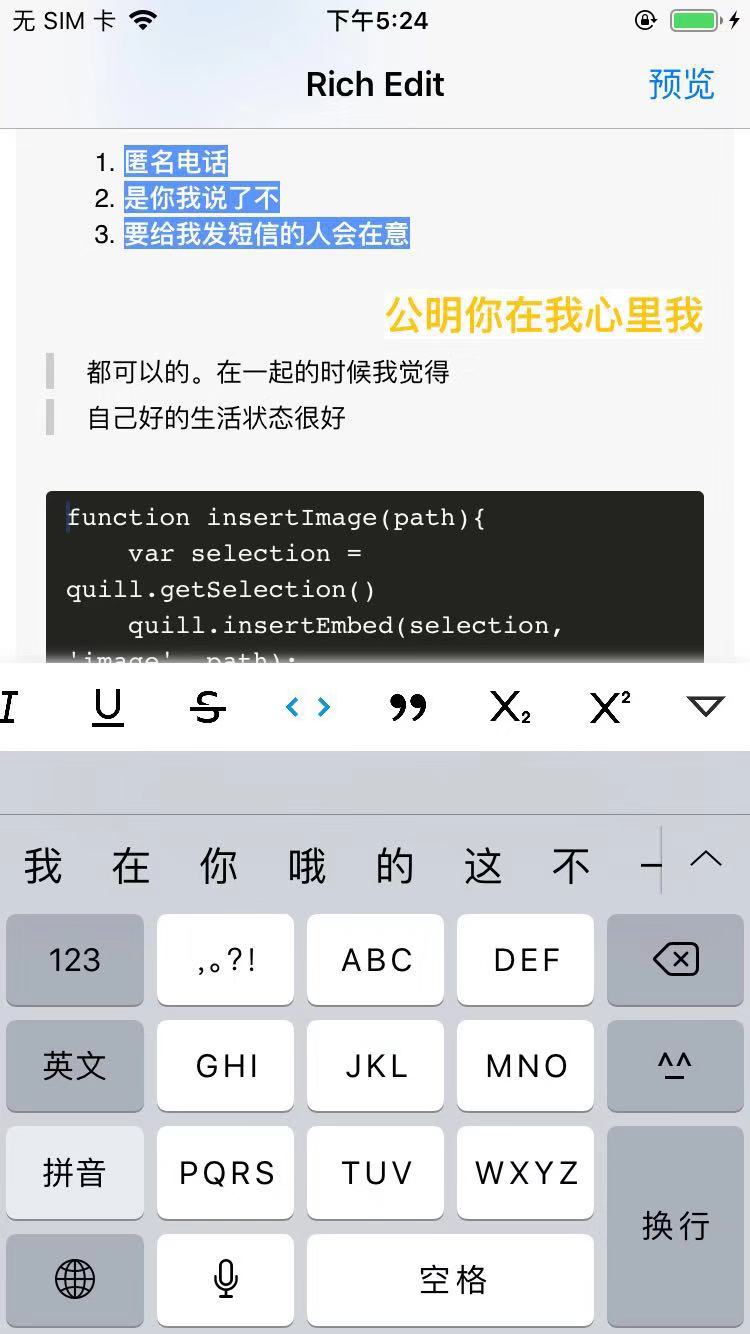 无 SIM 卡 下午5:24
Rich Edit 预览
1. 匿名电话
2. 是你我说了不
3. 要给我发短信的人会在意
公明你在我心里我
都可以的。在一起的时候我觉得
自己好的生活状态很好
function insertImage(path){
var selection =
quill.getSelection()
quill.insertEmbed(selection,
'image', path);
I U S < > ” X₂ X²
我 在 你 哦 的 这 不 一
123 ,。?! ABC DEF
英文 GHI JKL MNO ^^
拼音 PQRS TUV WXYZ
换行
空格